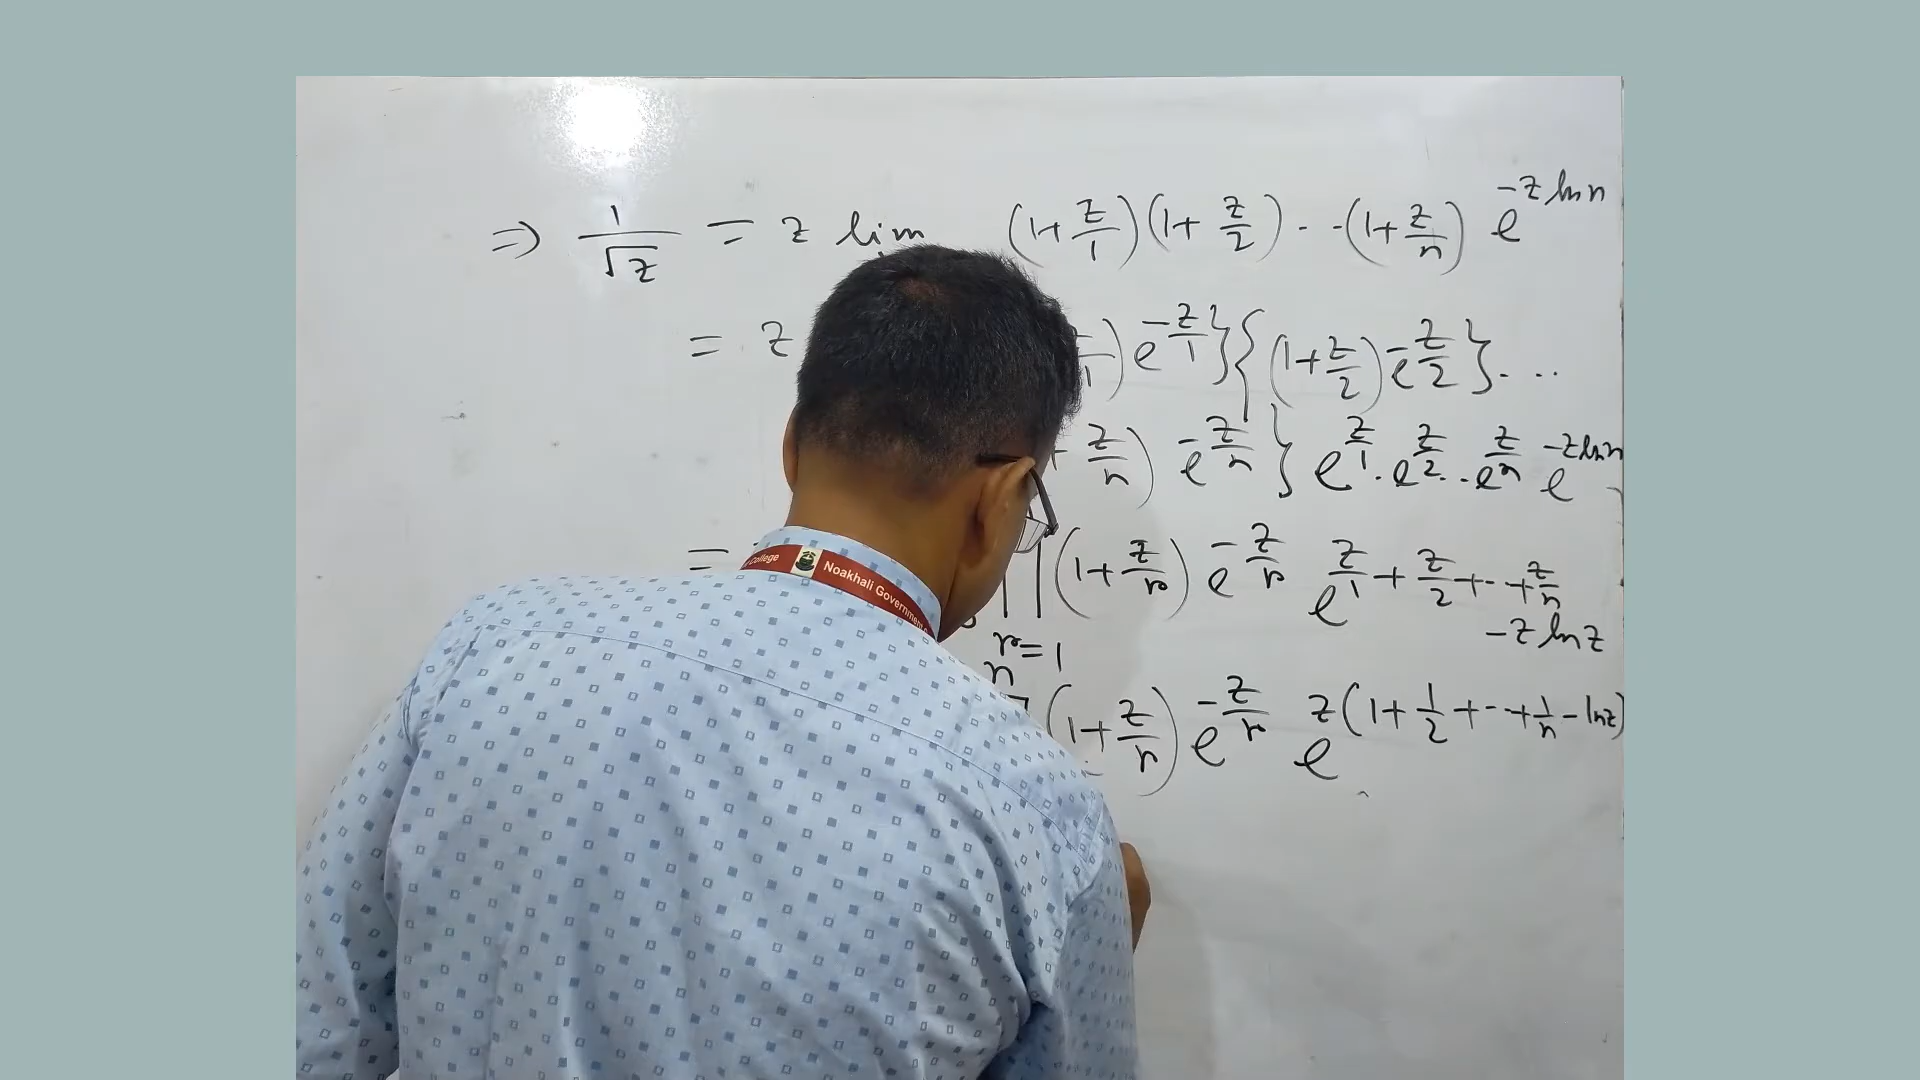 ⇒ 1/√z = z lim (1+z/1)(1+z/2)...(1+z/n) e^(-z ln n)
= z ) e^(-z/1)}{(1+z/2) e^(-z/2)}....
+ z/n) e^(-z/n)} e^(z/1) . e^(z/2) .. e^(z/n) e^(-z ln n)
= ∏ r=1 (1+z/r) e^(-z/r) e^(z/1 + z/2 + .. + z/n - z ln z)
n (1+z/r) e^(-z/r) e^(z(1+1/2+..+1/n - ln z))
College Noakhali Government